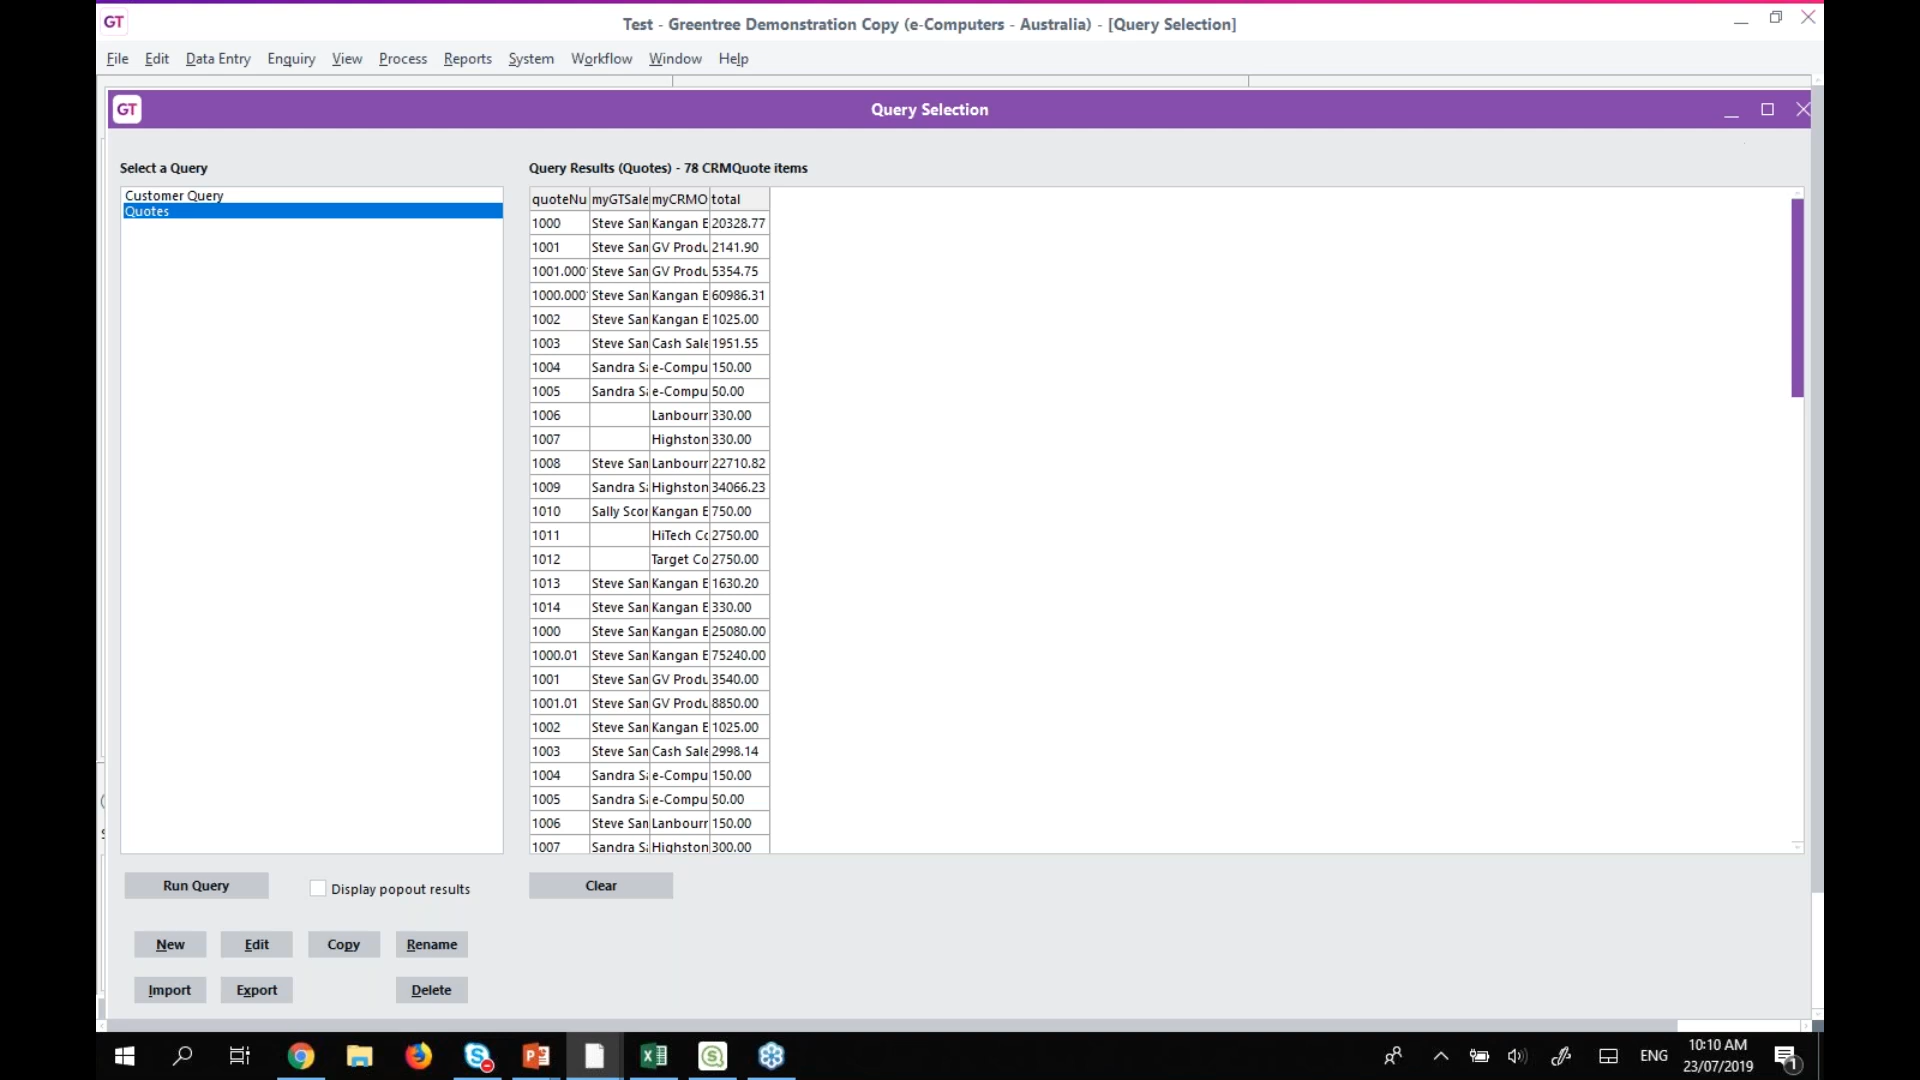 GT
Test - Greentree Demonstration Copy (e-Computers - Australia) - [Query Selection]
File Edit Data Entry Enquiry View Process Reports System Workflow Window Help
GT
Query Selection
Select a Query
Query Results (Quotes) - 78 CRMQuote items
Customer Query
Quotes
quoteNu myGTSale myCRMO total
1000 Steve San Kangan E 20328.77
1001 Steve San GV Produ 2141.90
1001.000 Steve San GV Produ 5354.75
1000.000 Steve San Kangan E 60986.31
1002 Steve San Kangan E 1025.00
1003 Steve San Cash Sale 1951.55
1004 Sandra Sa e-Compu 150.00
1005 Sandra Sa e-Compu 50.00
1006 Lanbourr 330.00
1007 Highston 330.00
1008 Steve San Lanbourr 22710.82
1009 Sandra Sa Highston 34066.23
1010 Sally Scor Kangan E 750.00
1011 HiTech Co 2750.00
1012 Target Co 2750.00
1013 Steve San Kangan E 1630.20
1014 Steve San Kangan E 330.00
1000 Steve San Kangan E 25080.00
1000.01 Steve San Kangan E 75240.00
1001 Steve San GV Produ 3540.00
1001.01 Steve San GV Produ 8850.00
1002 Steve San Kangan E 1025.00
1003 Steve San Cash Sale 2998.14
1004 Sandra Sa e-Compu 150.00
1005 Sandra Sa e-Compu 50.00
1006 Steve San Lanbourr 150.00
1007 Sandra Sa Highston 300.00
Run Query Display popout results Clear
New Edit Copy Rename
Import Export Delete
ENG
10:10 AM
23/07/2019
1